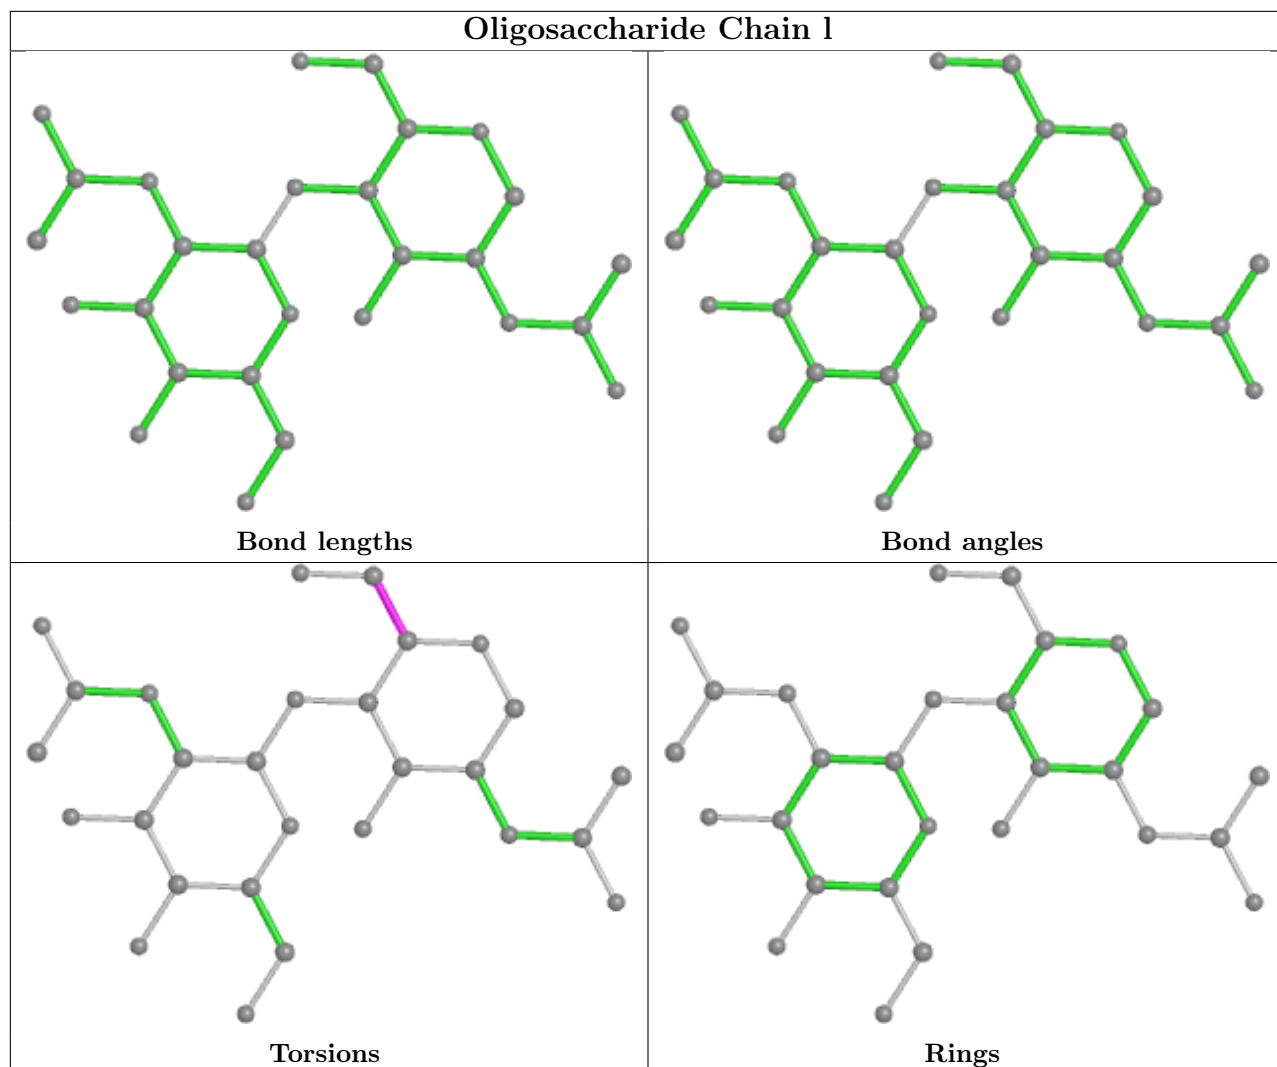 Oligosaccharide Chain l
Bond lengths
Bond angles
Torsions
Rings